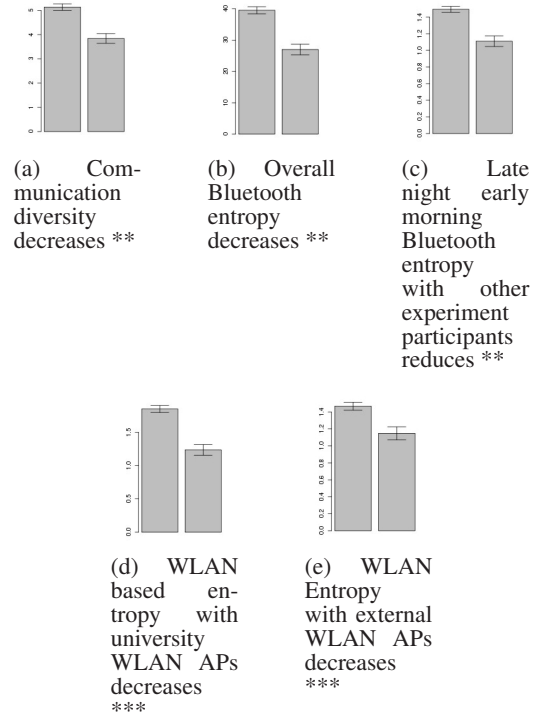 0 1 2 3 4 5
0 10 20 30 40
0.0 0.2 0.4 0.6 0.8 1.0 1.2 1.4
(a) Com-
munication
diversity
decreases **
(b) Overall
Bluetooth
entropy
decreases **
(c) Late
night early
morning
Bluetooth
entropy
with other
experiment
participants
reduces **
0.0 0.5 1.0 1.5
0.0 0.2 0.4 0.6 0.8 1.0 1.2 1.4
(d) WLAN
based en-
tropy with
university
WLAN APs
decreases
***
(e) WLAN
Entropy
with external
WLAN APs
decreases
***